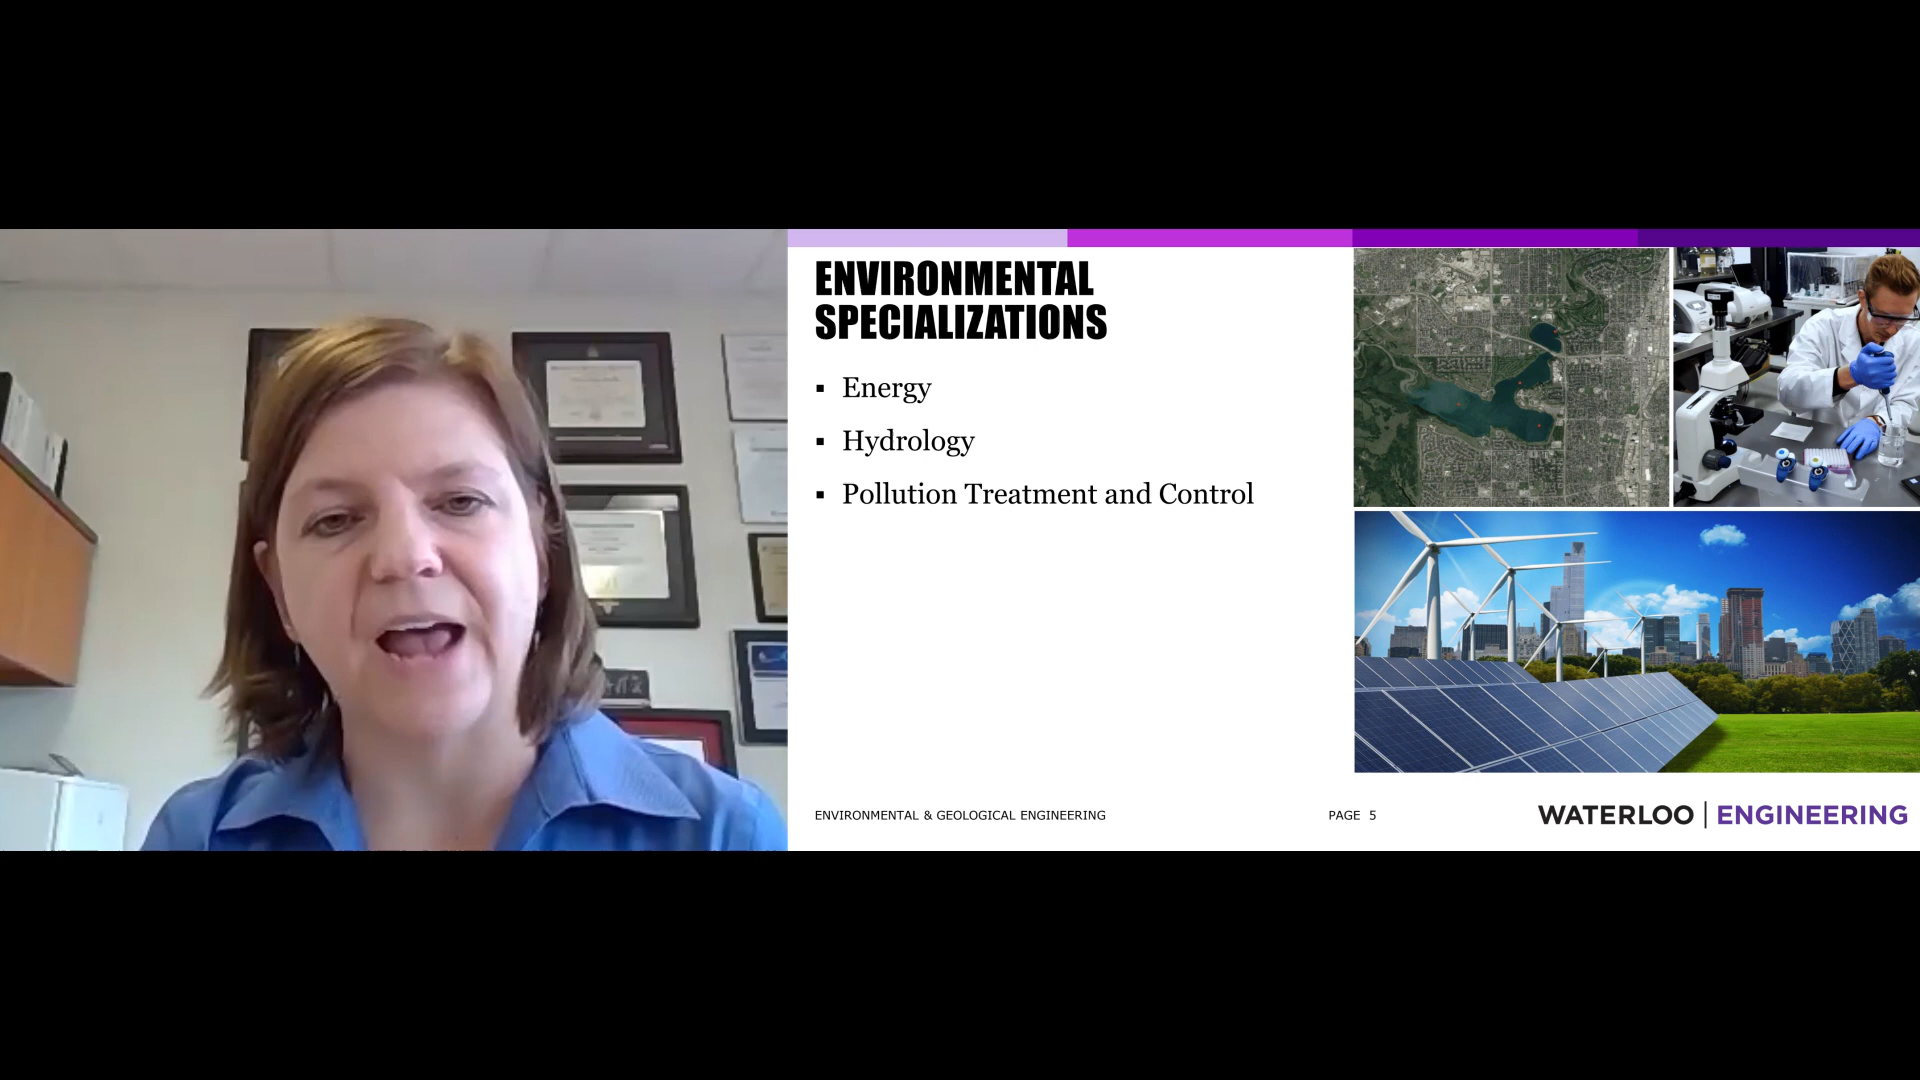 ENVIRONMENTAL
SPECIALIZATIONS
▪ Energy
▪ Hydrology
▪ Pollution Treatment and Control
ENVIRONMENTAL & GEOLOGICAL ENGINEERING
PAGE 5
WATERLOO | ENGINEERING